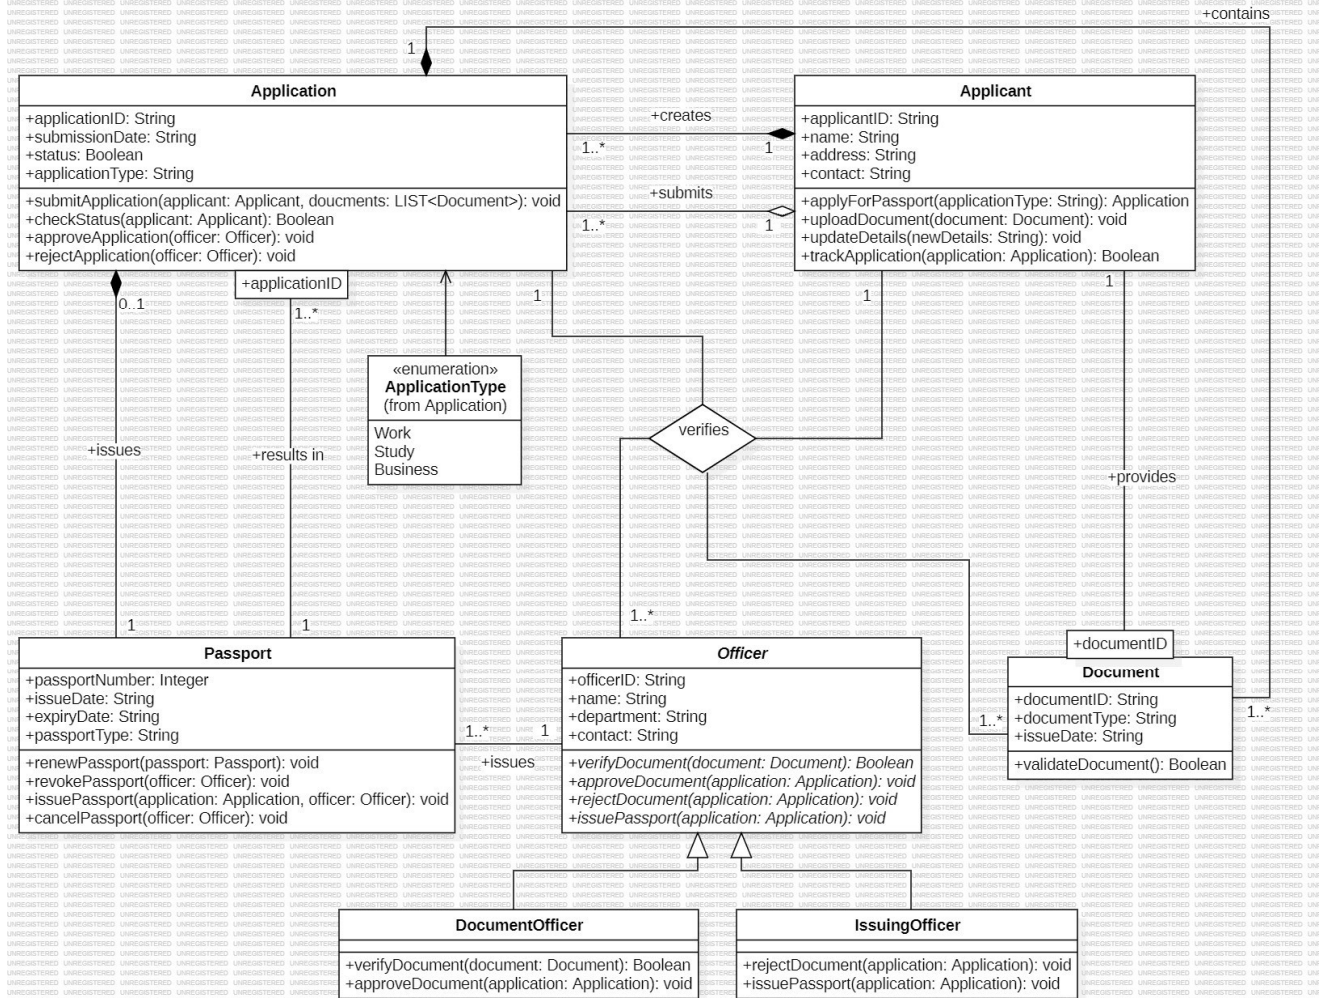 +contains
1
Application
+applicationID: String
+submissionDate: String
+status: Boolean
+applicationType: String
+submitApplication(applicant: Applicant, doucments: LIST<Document>): void
+checkStatus(applicant: Applicant): Boolean
+approveApplication(officer: Officer): void
+rejectApplication(officer: Officer): void
+creates
1..*
1
+submits
1..*
1
Applicant
+applicantID: String
+name: String
+address: String
+contact: String
+applyForPassport(applicationType: String): Application
+uploadDocument(document: Document): void
+updateDetails(newDetails: String): void
+trackApplication(application: Application): Boolean
+applicationID
0..1
1..*
1
1
1
«enumeration»
ApplicationType
(from Application)
Work
Study
Business
verifies
+issues
+results in
+provides
1
1
1..*
+documentID
Passport
+passportNumber: Integer
+issueDate: String
+expiryDate: String
+passportType: String
+renewPassport(passport: Passport): void
+revokePassport(officer: Officer): void
+issuePassport(application: Application, officer: Officer): void
+cancelPassport(officer: Officer): void
1..*
1
+issues
Officer
+officerID: String
+name: String
+department: String
+contact: String
+verifyDocument(document: Document): Boolean
+approveDocument(application: Application): void
+rejectDocument(application: Application): void
+issuePassport(application: Application): void
1..*
1..*
Document
+documentID: String
+documentType: String
+issueDate: String
+validateDocument(): Boolean
DocumentOfficer
+verifyDocument(document: Document): Boolean
+approveDocument(application: Application): void
IssuingOfficer
+rejectDocument(application: Application): void
+issuePassport(application: Application): void
UNREGISTERED